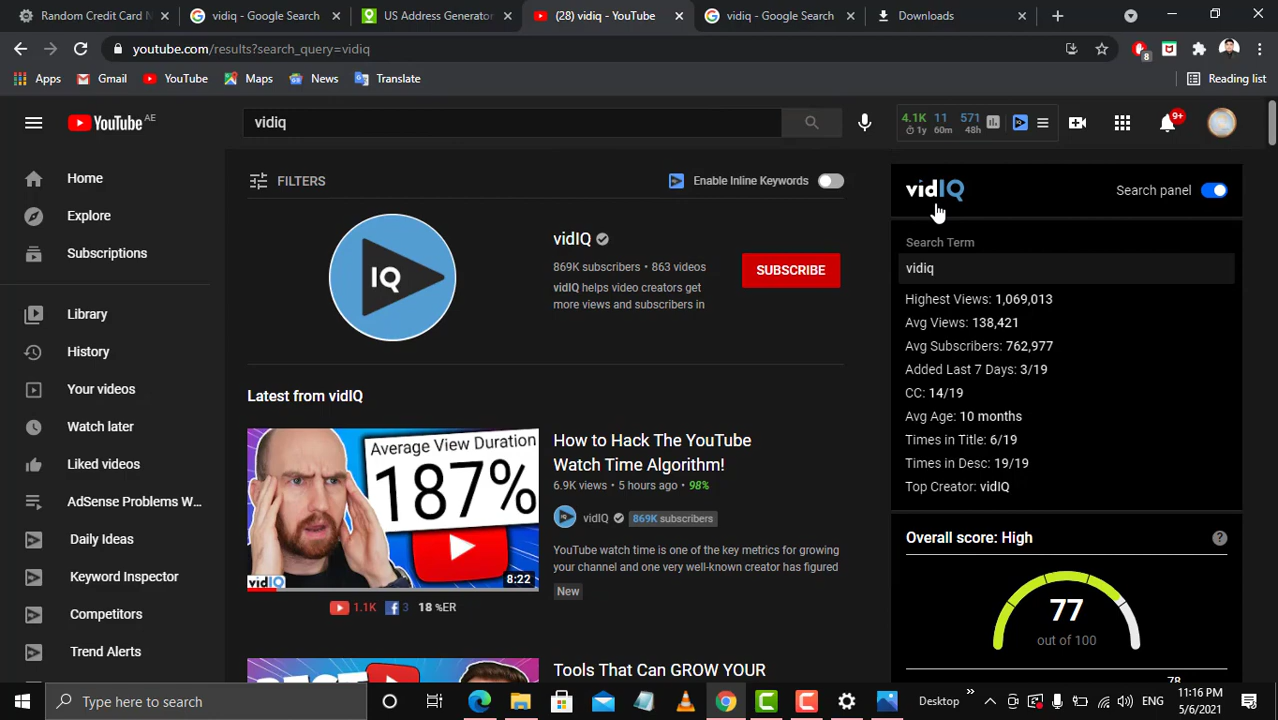 Random Credit Card N
vidiq - Google Search
US Address Generator
(28) vidiq - YouTube
vidiq - Google Search
Downloads
youtube.com/results?search_query=vidiq
8
Apps
Gmail
YouTube
Maps
News
Translate
Reading list
YouTube AE
vidiq
4.1K 11 571
1y 60m 48h
9+
Home
Explore
Subscriptions
Library
History
Your videos
Watch later
Liked videos
AdSense Problems W...
Daily Ideas
Keyword Inspector
Competitors
Trend Alerts
FILTERS
Enable Inline Keywords
IQ
vidIQ
869K subscribers • 863 videos
vidIQ helps video creators get
more views and subscribers in
SUBSCRIBE
Latest from vidIQ
Average View Duration
187%
vidIQ
8:22
How to Hack The YouTube
Watch Time Algorithm!
6.9K views • 5 hours ago • 98%
vidIQ 869K subscribers
YouTube watch time is one of the key metrics for growing
your channel and one very well-known creator has figured
New
1.1K 3 18 %ER
Tools That Can GROW YOUR
vidIQ
Search panel
Search Term
vidiq
Highest Views: 1,069,013
Avg Views: 138,421
Avg Subscribers: 762,977
Added Last 7 Days: 3/19
CC: 14/19
Avg Age: 10 months
Times in Title: 6/19
Times in Desc: 19/19
Top Creator: vidIQ
Overall score: High
?
77
out of 100
78
Type here to search
Desktop
11:16 PM
5/6/2021